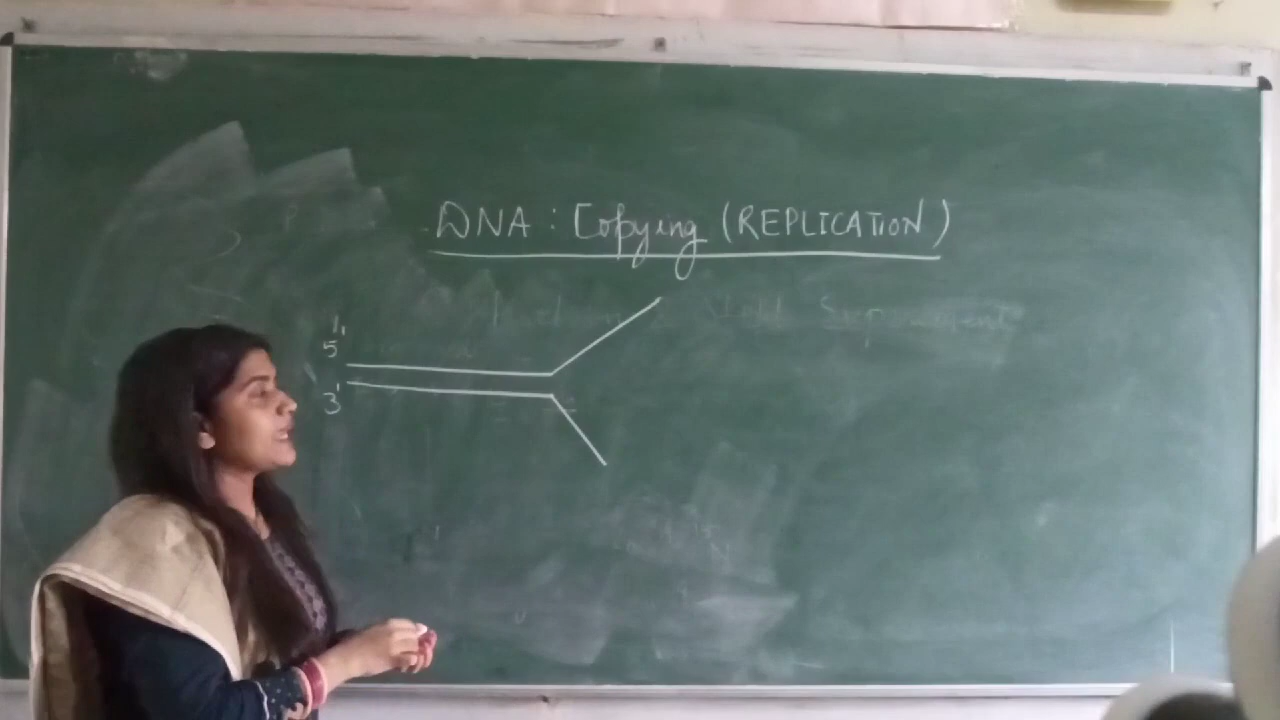 DNA : Copying (REPLICATION)
5'
3'